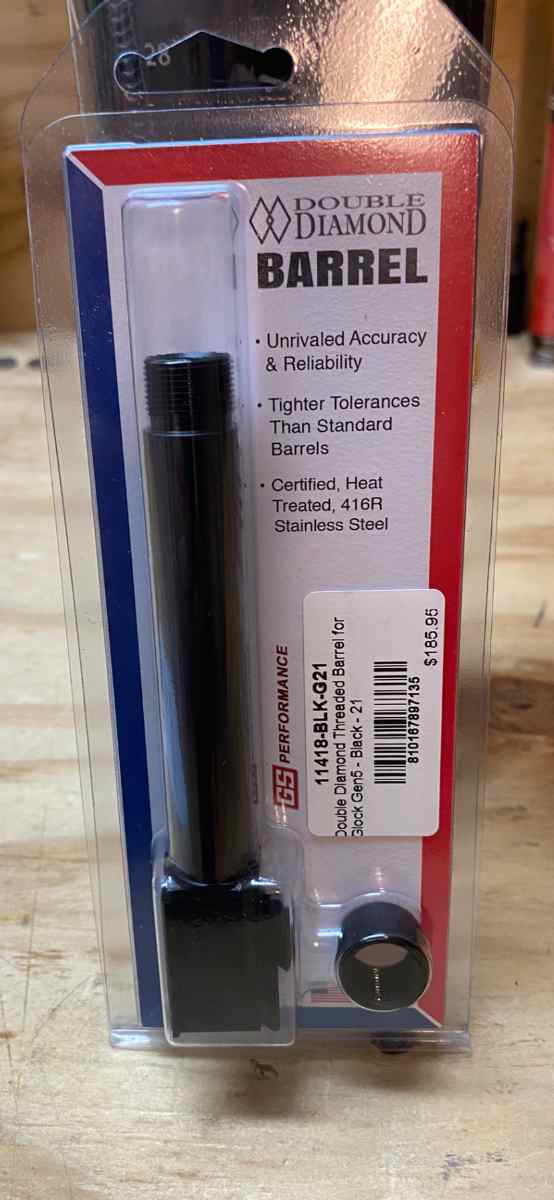 28
DOUBLE
DIAMOND
BARREL
• Unrivaled Accuracy
& Reliability
• Tighter Tolerances
Than Standard
Barrels
• Certified, Heat
Treated, 416R
Stainless Steel
GS PERFORMANCE
11418-BLK-G21
Double Diamond Threaded Barrel for
Glock Gen5 - Black - 21
810167897135
$185.95